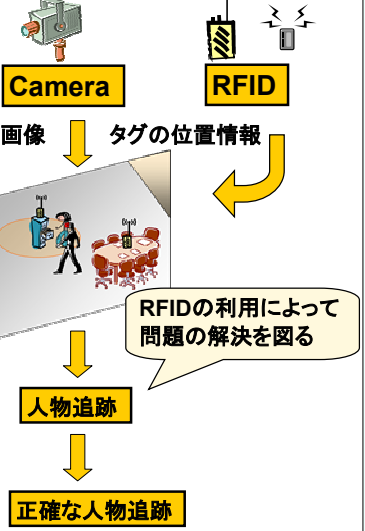 Camera
RFID
画像
タグの位置情報
RFIDの利用によって
問題の解決を図る
人物追跡
正確な人物追跡